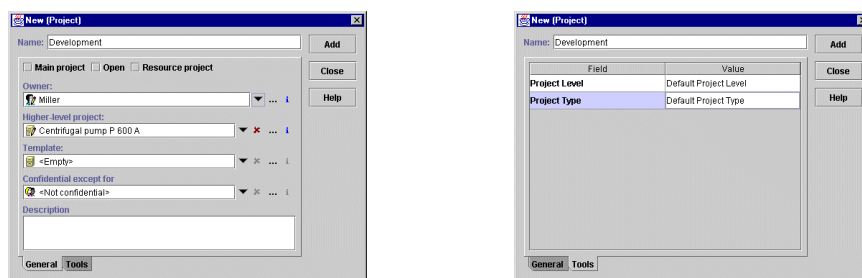 New (Project)
Name: Development
Add
Main project Open Resource project
Close
Owner:
Miller
Help
Higher-level project:
Centrifugal pump P 600 A
Template:
<Empty>
Confidential except for
<Not confidential>
Description
General Tools
New (Project)
Name: Development
Add
Field Value
Close
Project Level Default Project Level
Project Type Default Project Type
Help
General Tools